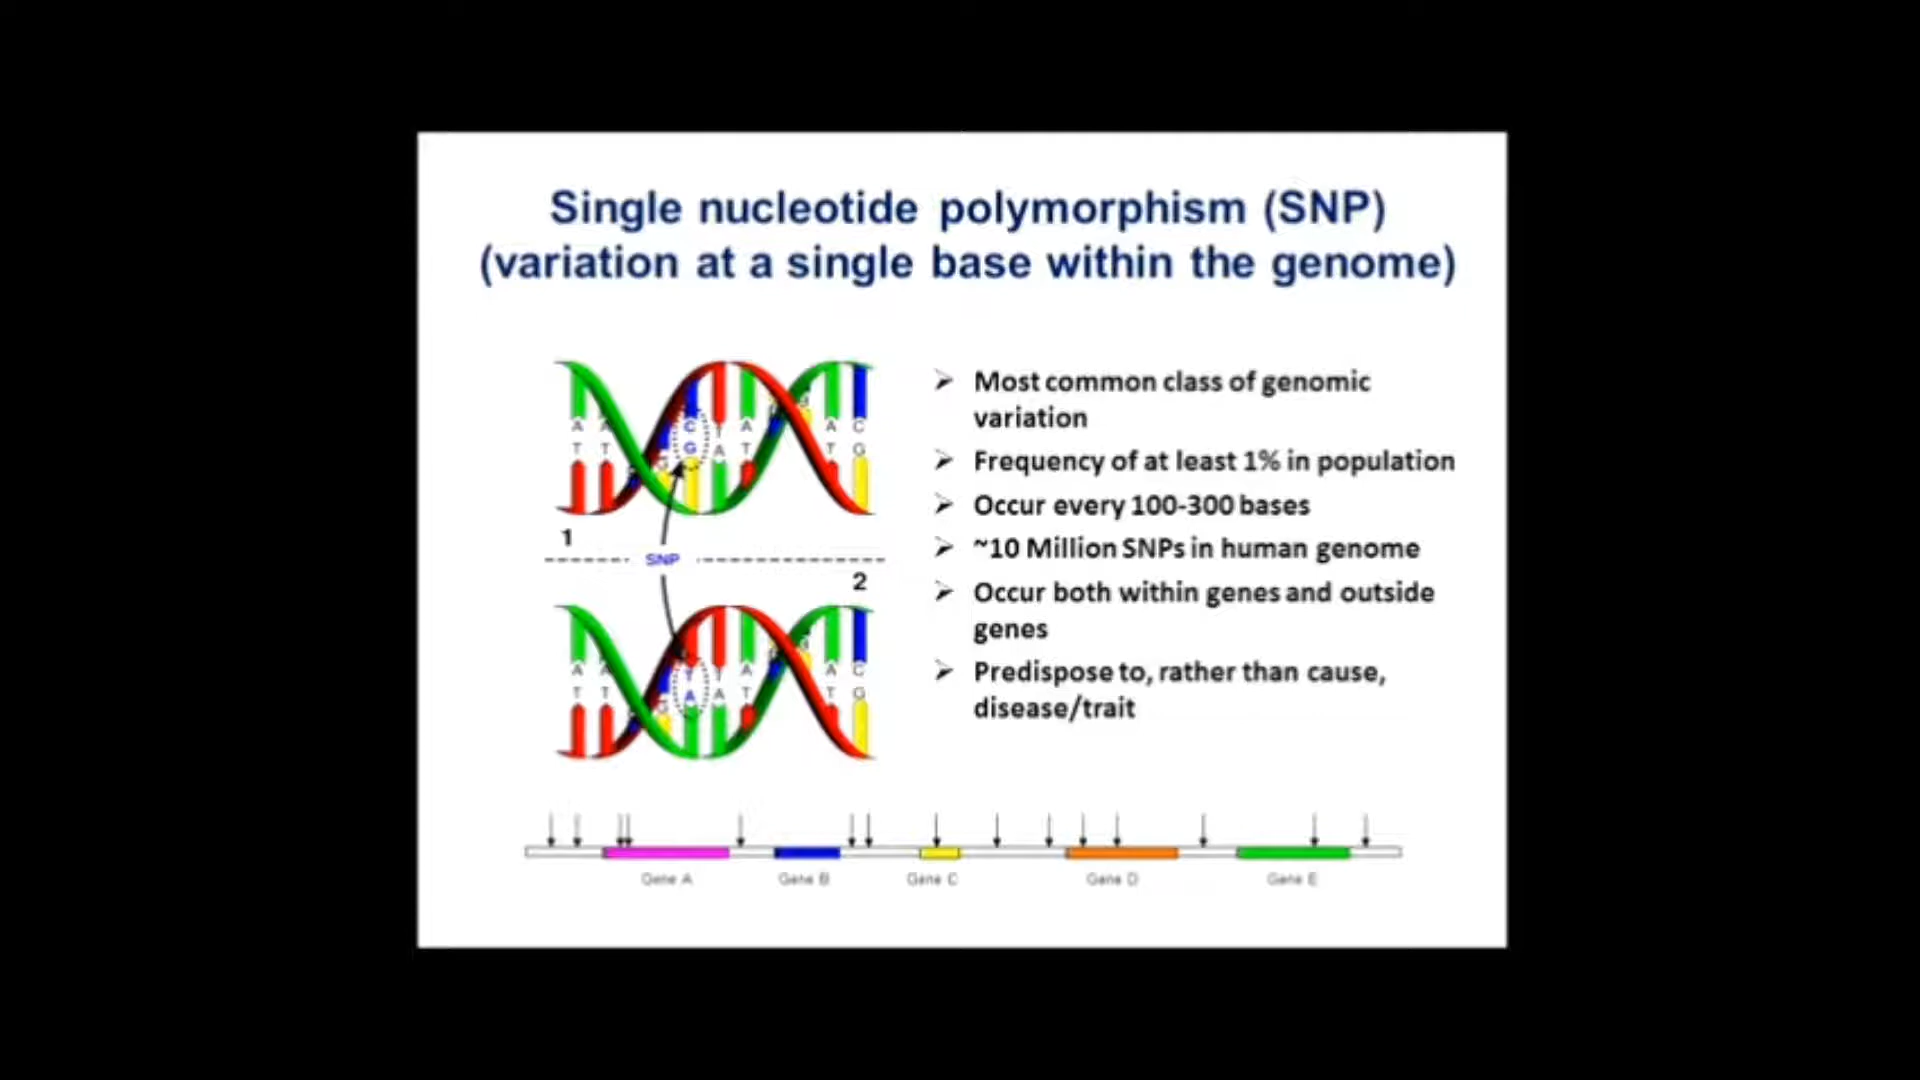 Single nucleotide polymorphism (SNP)
(variation at a single base within the genome)
➢ Most common class of genomic
variation
➢ Frequency of at least 1% in population
➢ Occur every 100-300 bases
➢ ~10 Million SNPs in human genome
➢ Occur both within genes and outside
genes
➢ Predispose to, rather than cause,
disease/trait
A A C T A A C
T T G G A T T G
1
SNP
2
A A T T A A C
T T G A A T T G
Gene A Gene B Gene C Gene D Gene E